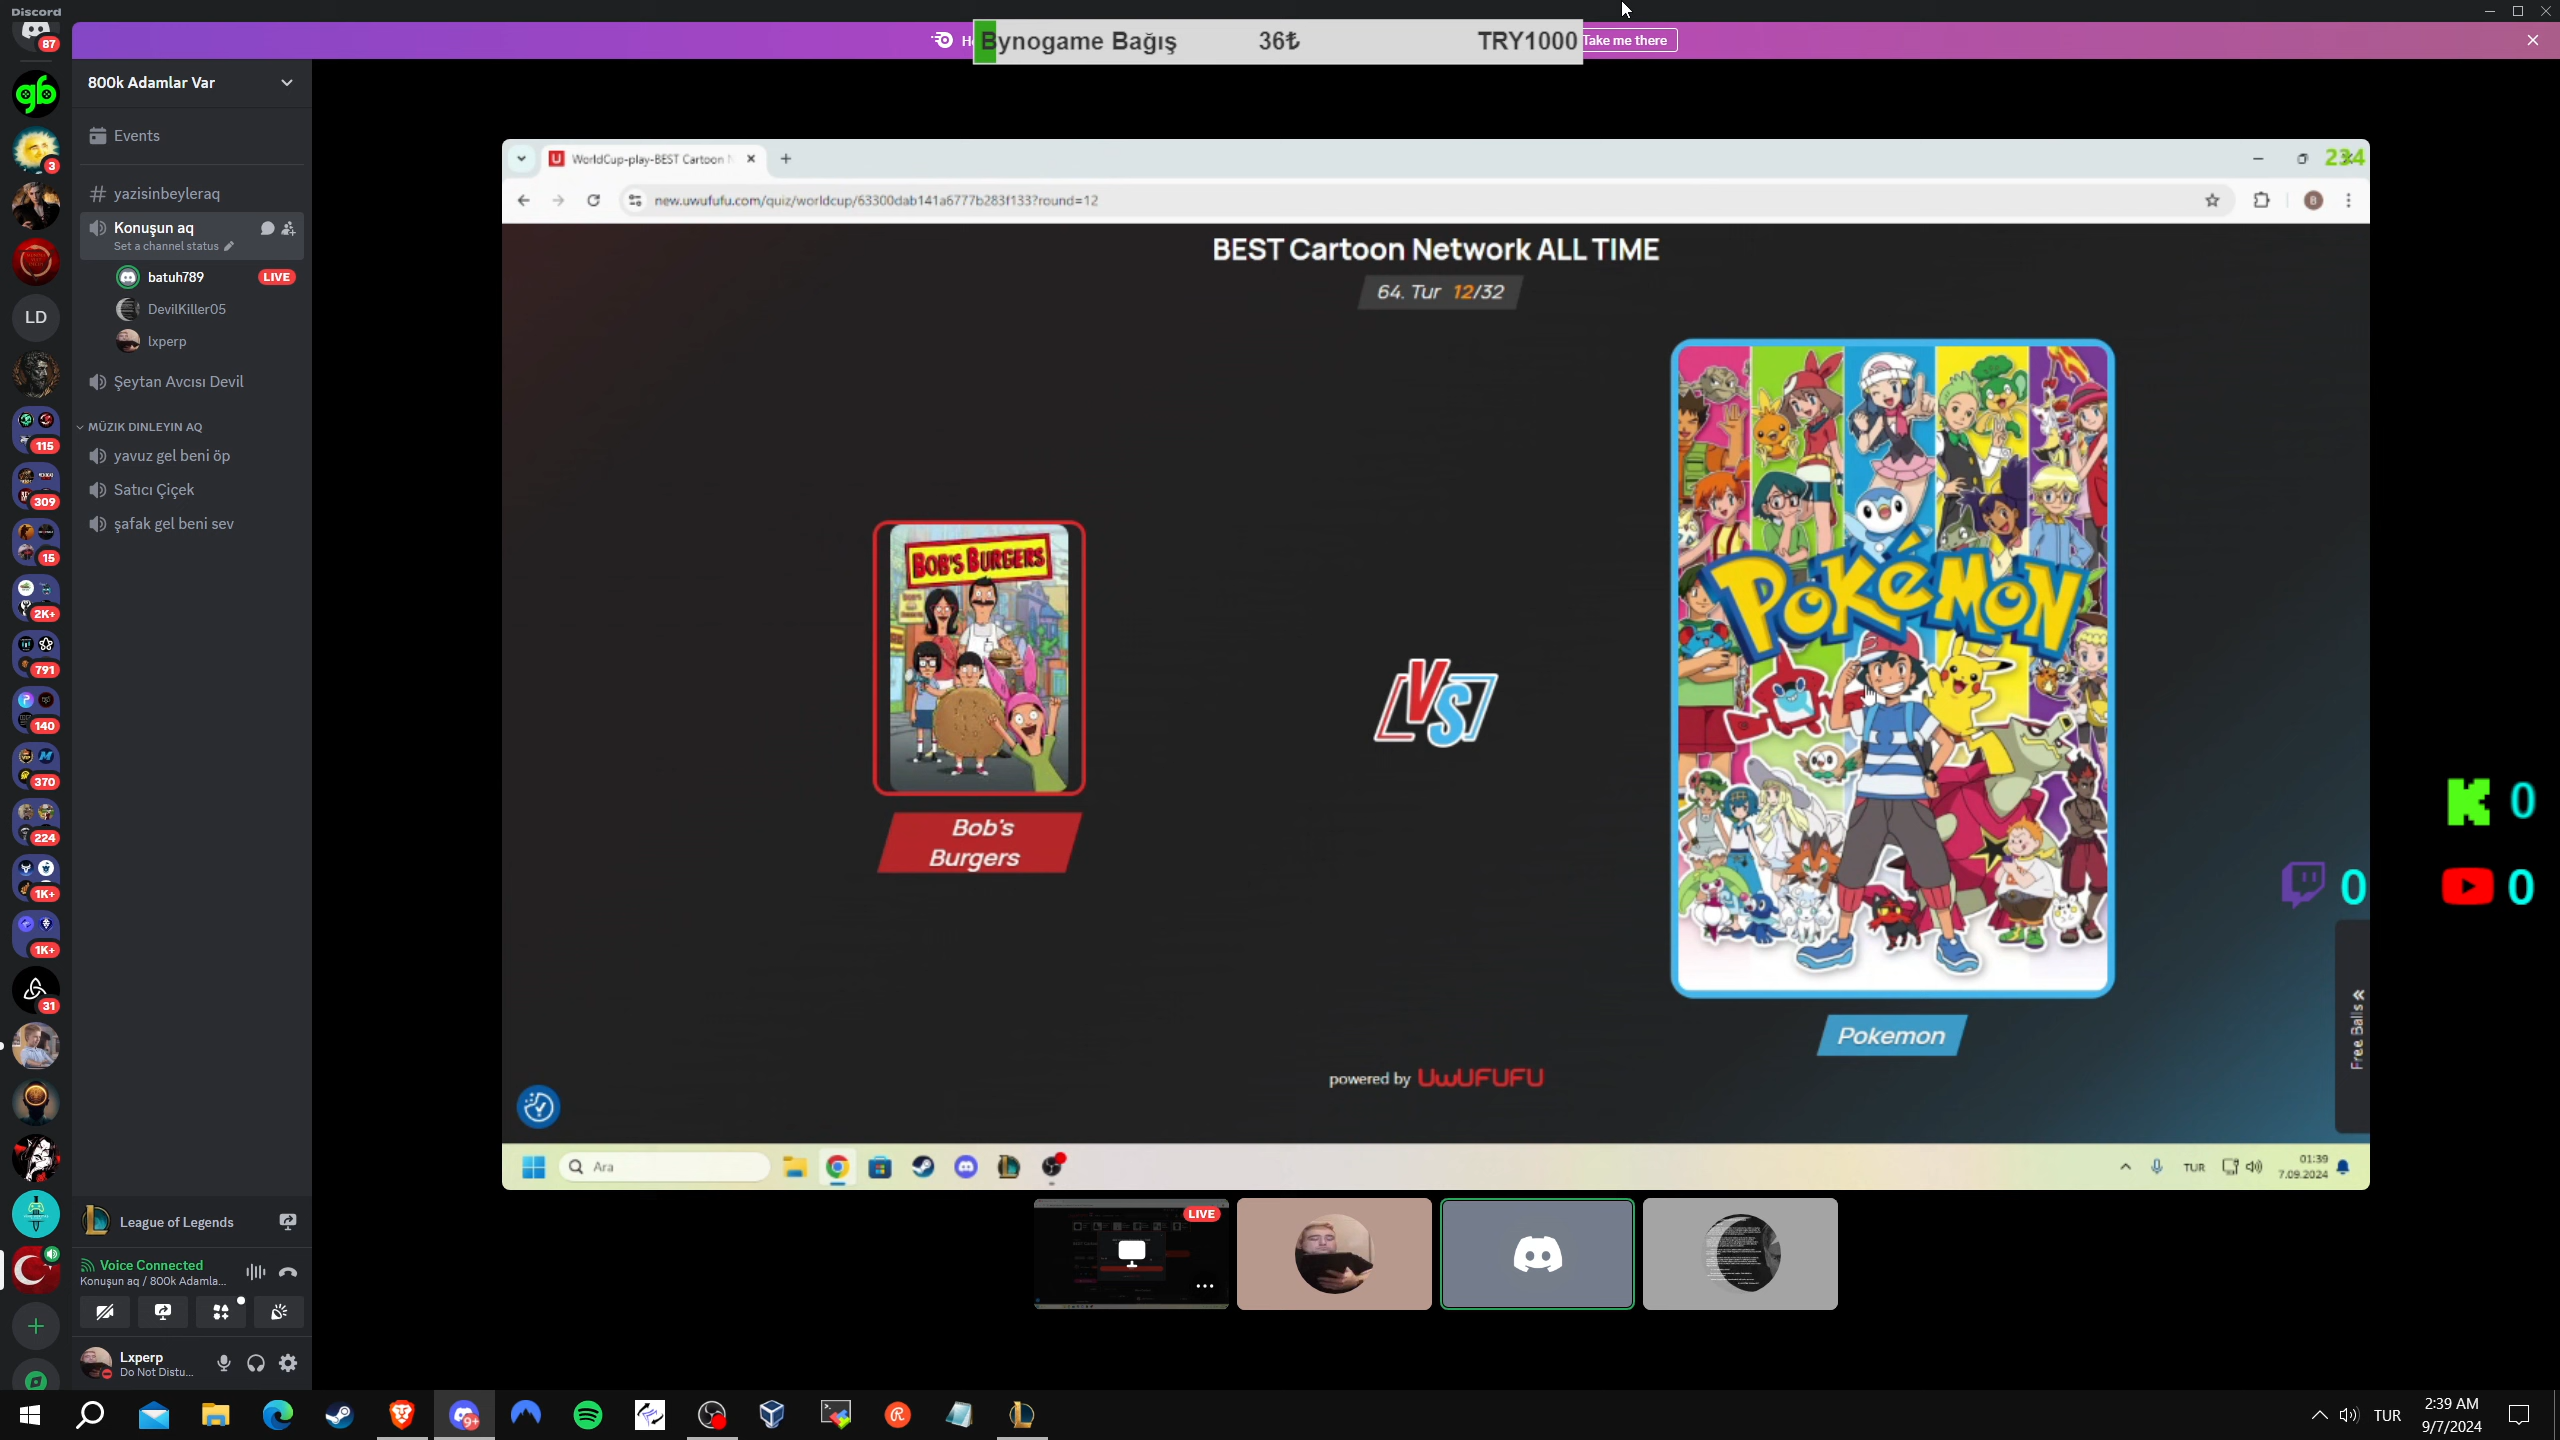 Discord
Bynogame Bağış 36₺ TRY1000
Take me there
87
800k Adamlar Var
Events
3
yazisinbeyleraq
Konuşun aq
Set a channel status
batuh789 LIVE
DevilKiller05
lxperp
LD
Şeytan Avcısı Devil
MÜZIK DINLEYIN AQ
115
yavuz gel beni öp
Satıcı Çiçek
309
şafak gel beni sev
15
2K+
791
140
370
224
1K+
1K+
31
League of Legends
Voice Connected
Konuşun aq / 800k Adamla...
Lxperp
Do Not Distu...
WorldCup-play-BEST Cartoon N
234
new.uwufufu.com/quiz/worldcup/63300dab141a6777b283f133?round=12
B
BEST Cartoon Network ALL TIME
64. Tur 12/32
BOB'S BURGERS
POKéMON
VS
Bob's
Burgers
Pokemon
powered by UWUFUFU
Free Balls
K 0
0
0
Ara
TUR
01:39
7.09.2024
LIVE
9+
TUR
2:39 AM
9/7/2024